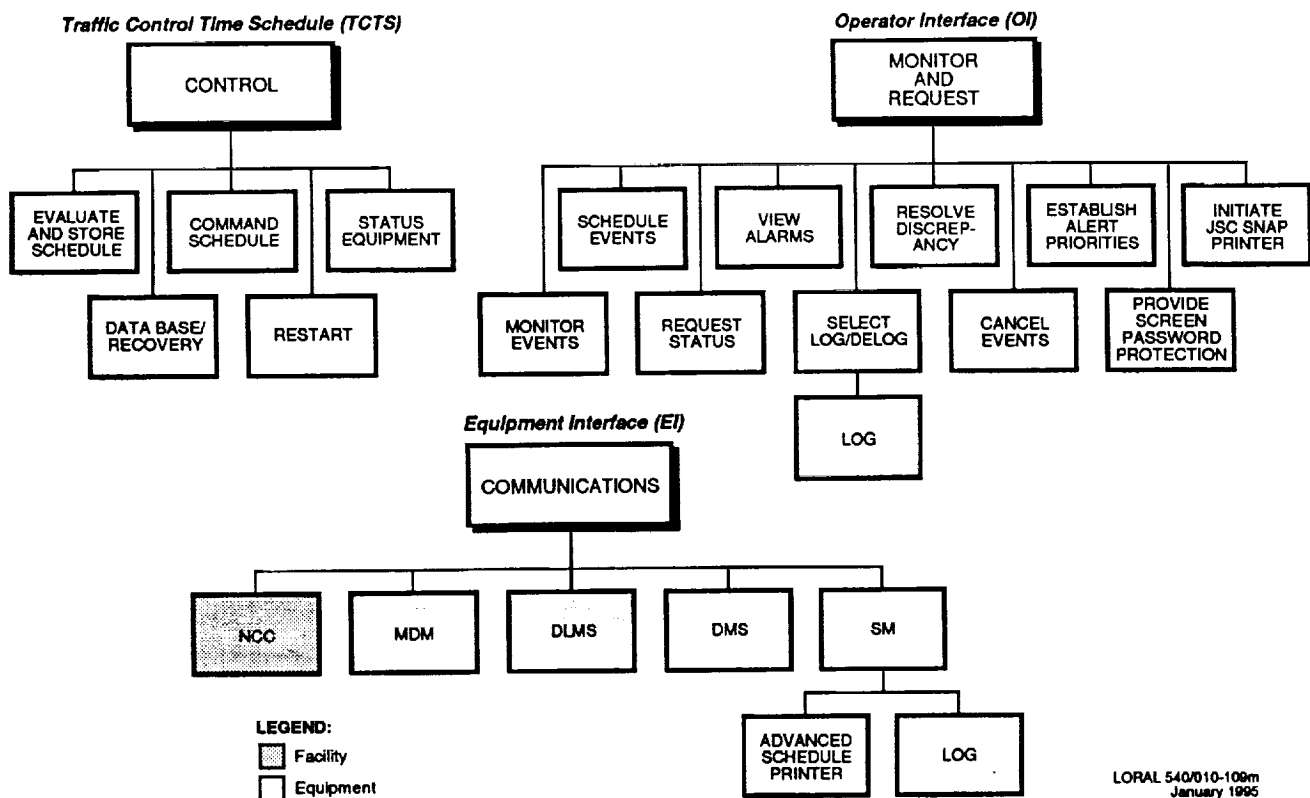 Traffic Control Time Schedule (TCTS)
CONTROL
EVALUATE
AND STORE
SCHEDULE
COMMAND
SCHEDULE
STATUS
EQUIPMENT
DATA BASE/
RECOVERY
RESTART
Operator Interface (OI)
MONITOR
AND
REQUEST
SCHEDULE
EVENTS
VIEW
ALARMS
RESOLVE
DISCREP-
ANCY
ESTABLISH
ALERT
PRIORITIES
INITIATE
JSC SNAP
PRINTER
MONITOR
EVENTS
REQUEST
STATUS
SELECT
LOG/DELOG
CANCEL
EVENTS
PROVIDE
SCREEN
PASSWORD
PROTECTION
LOG
Equipment Interface (EI)
COMMUNICATIONS
NCC
MDM
DLMS
DMS
SM
ADVANCED
SCHEDULE
PRINTER
LOG
LEGEND:
Facility
Equipment
LORAL 540/010-109m
January 1995